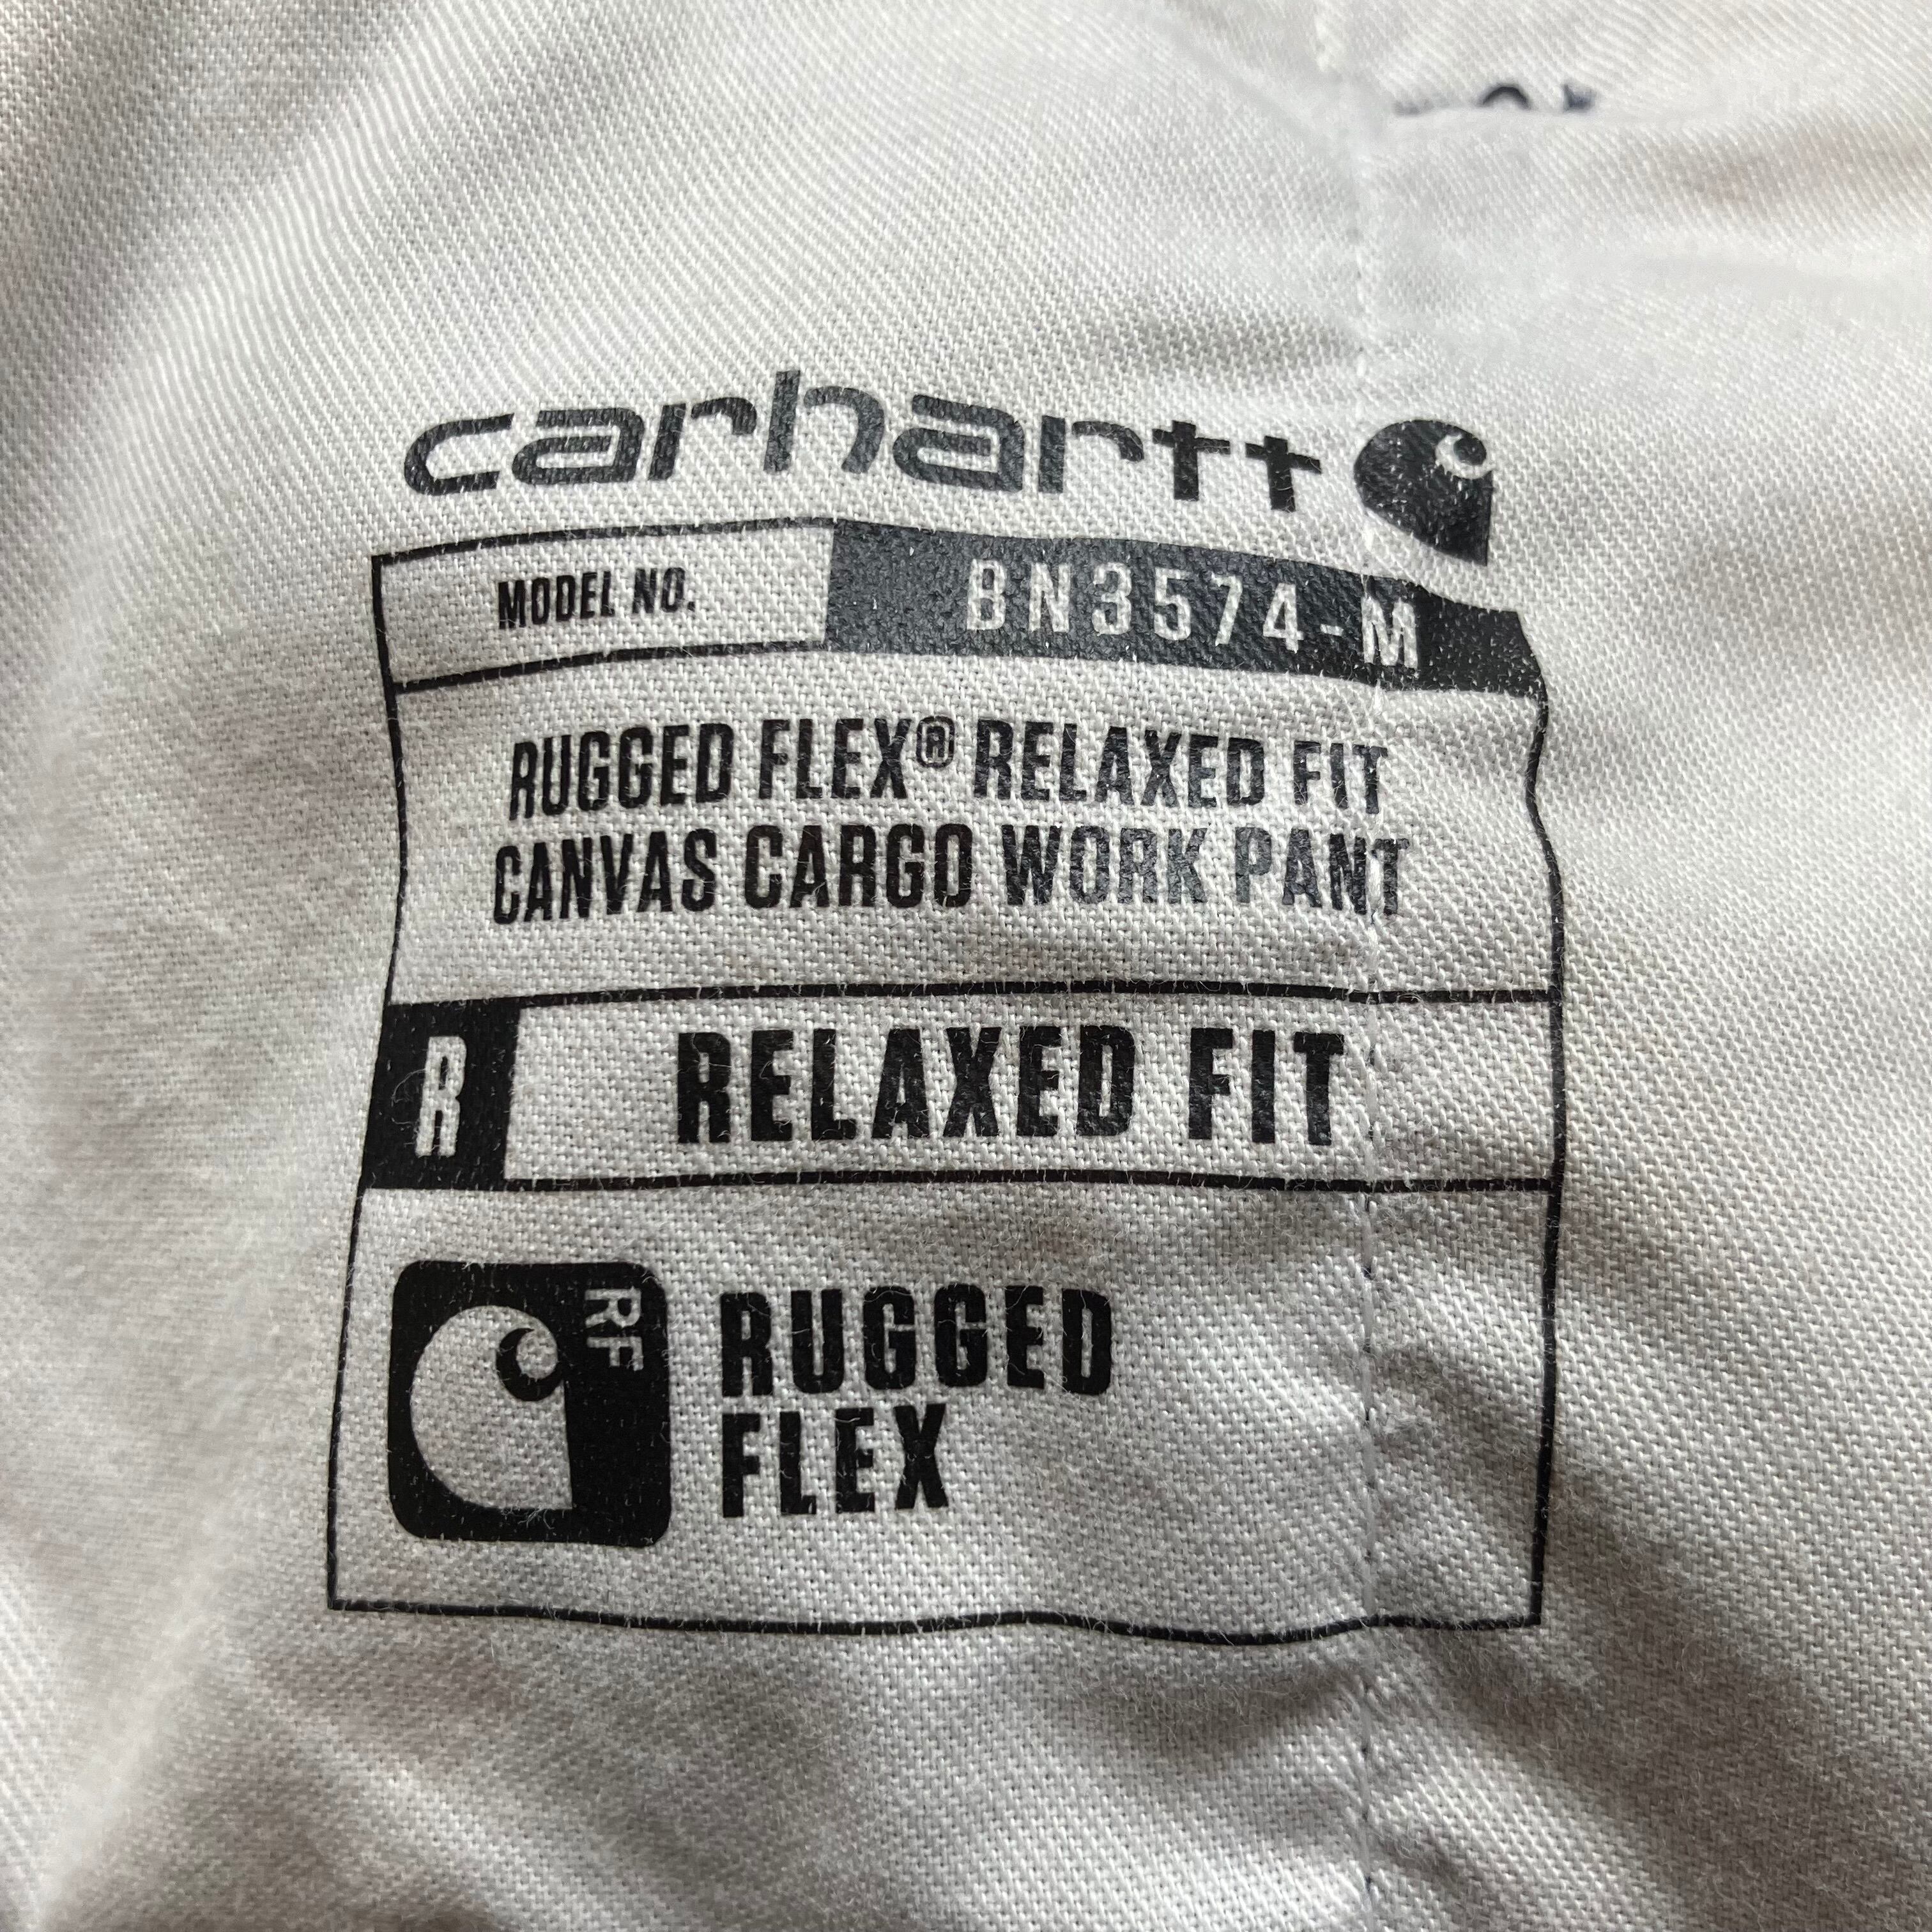 carhartt
MODEL NO. BN3574-M
RUGGED FLEX® RELAXED FIT
CANVAS CARGO WORK PANT
R RELAXED FIT
RF
RUGGED
FLEX